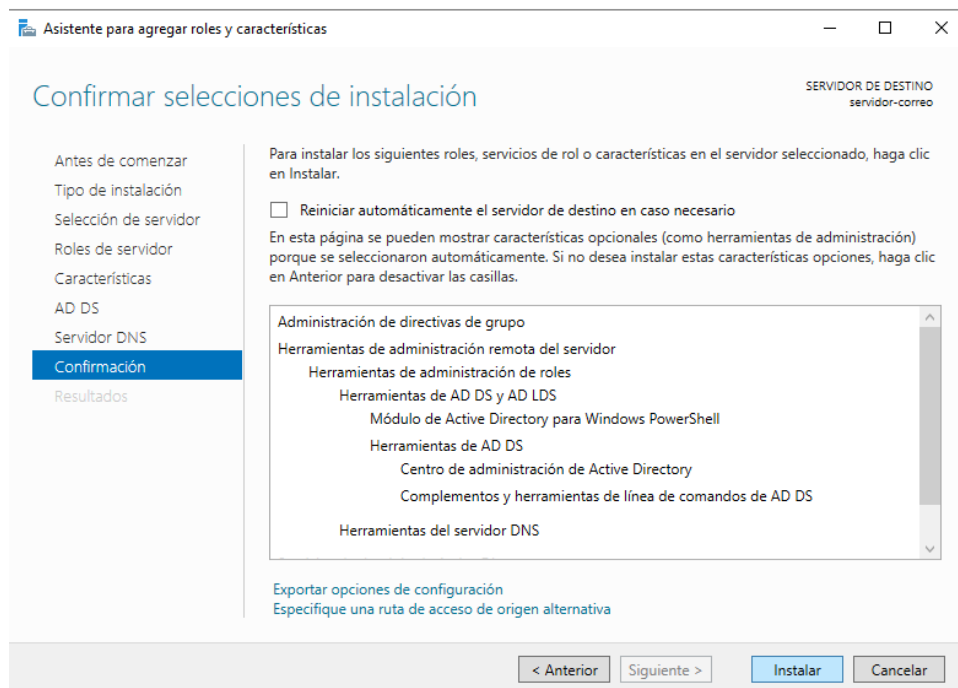 Asistente para agregar roles y características
Confirmar selecciones de instalación
SERVIDOR DE DESTINO
servidor-correo
Antes de comenzar
Tipo de instalación
Selección de servidor
Roles de servidor
Características
AD DS
Servidor DNS
Confirmación
Resultados
Para instalar los siguientes roles, servicios de rol o características en el servidor seleccionado, haga clic
en Instalar.
Reiniciar automáticamente el servidor de destino en caso necesario
En esta página se pueden mostrar características opcionales (como herramientas de administración)
porque se seleccionaron automáticamente. Si no desea instalar estas características opciones, haga clic
en Anterior para desactivar las casillas.
Administración de directivas de grupo
Herramientas de administración remota del servidor
Herramientas de administración de roles
Herramientas de AD DS y AD LDS
Módulo de Active Directory para Windows PowerShell
Herramientas de AD DS
Centro de administración de Active Directory
Complementos y herramientas de línea de comandos de AD DS
Herramientas del servidor DNS
Exportar opciones de configuración
Especifique una ruta de acceso de origen alternativa
< Anterior
Siguiente >
Instalar
Cancelar